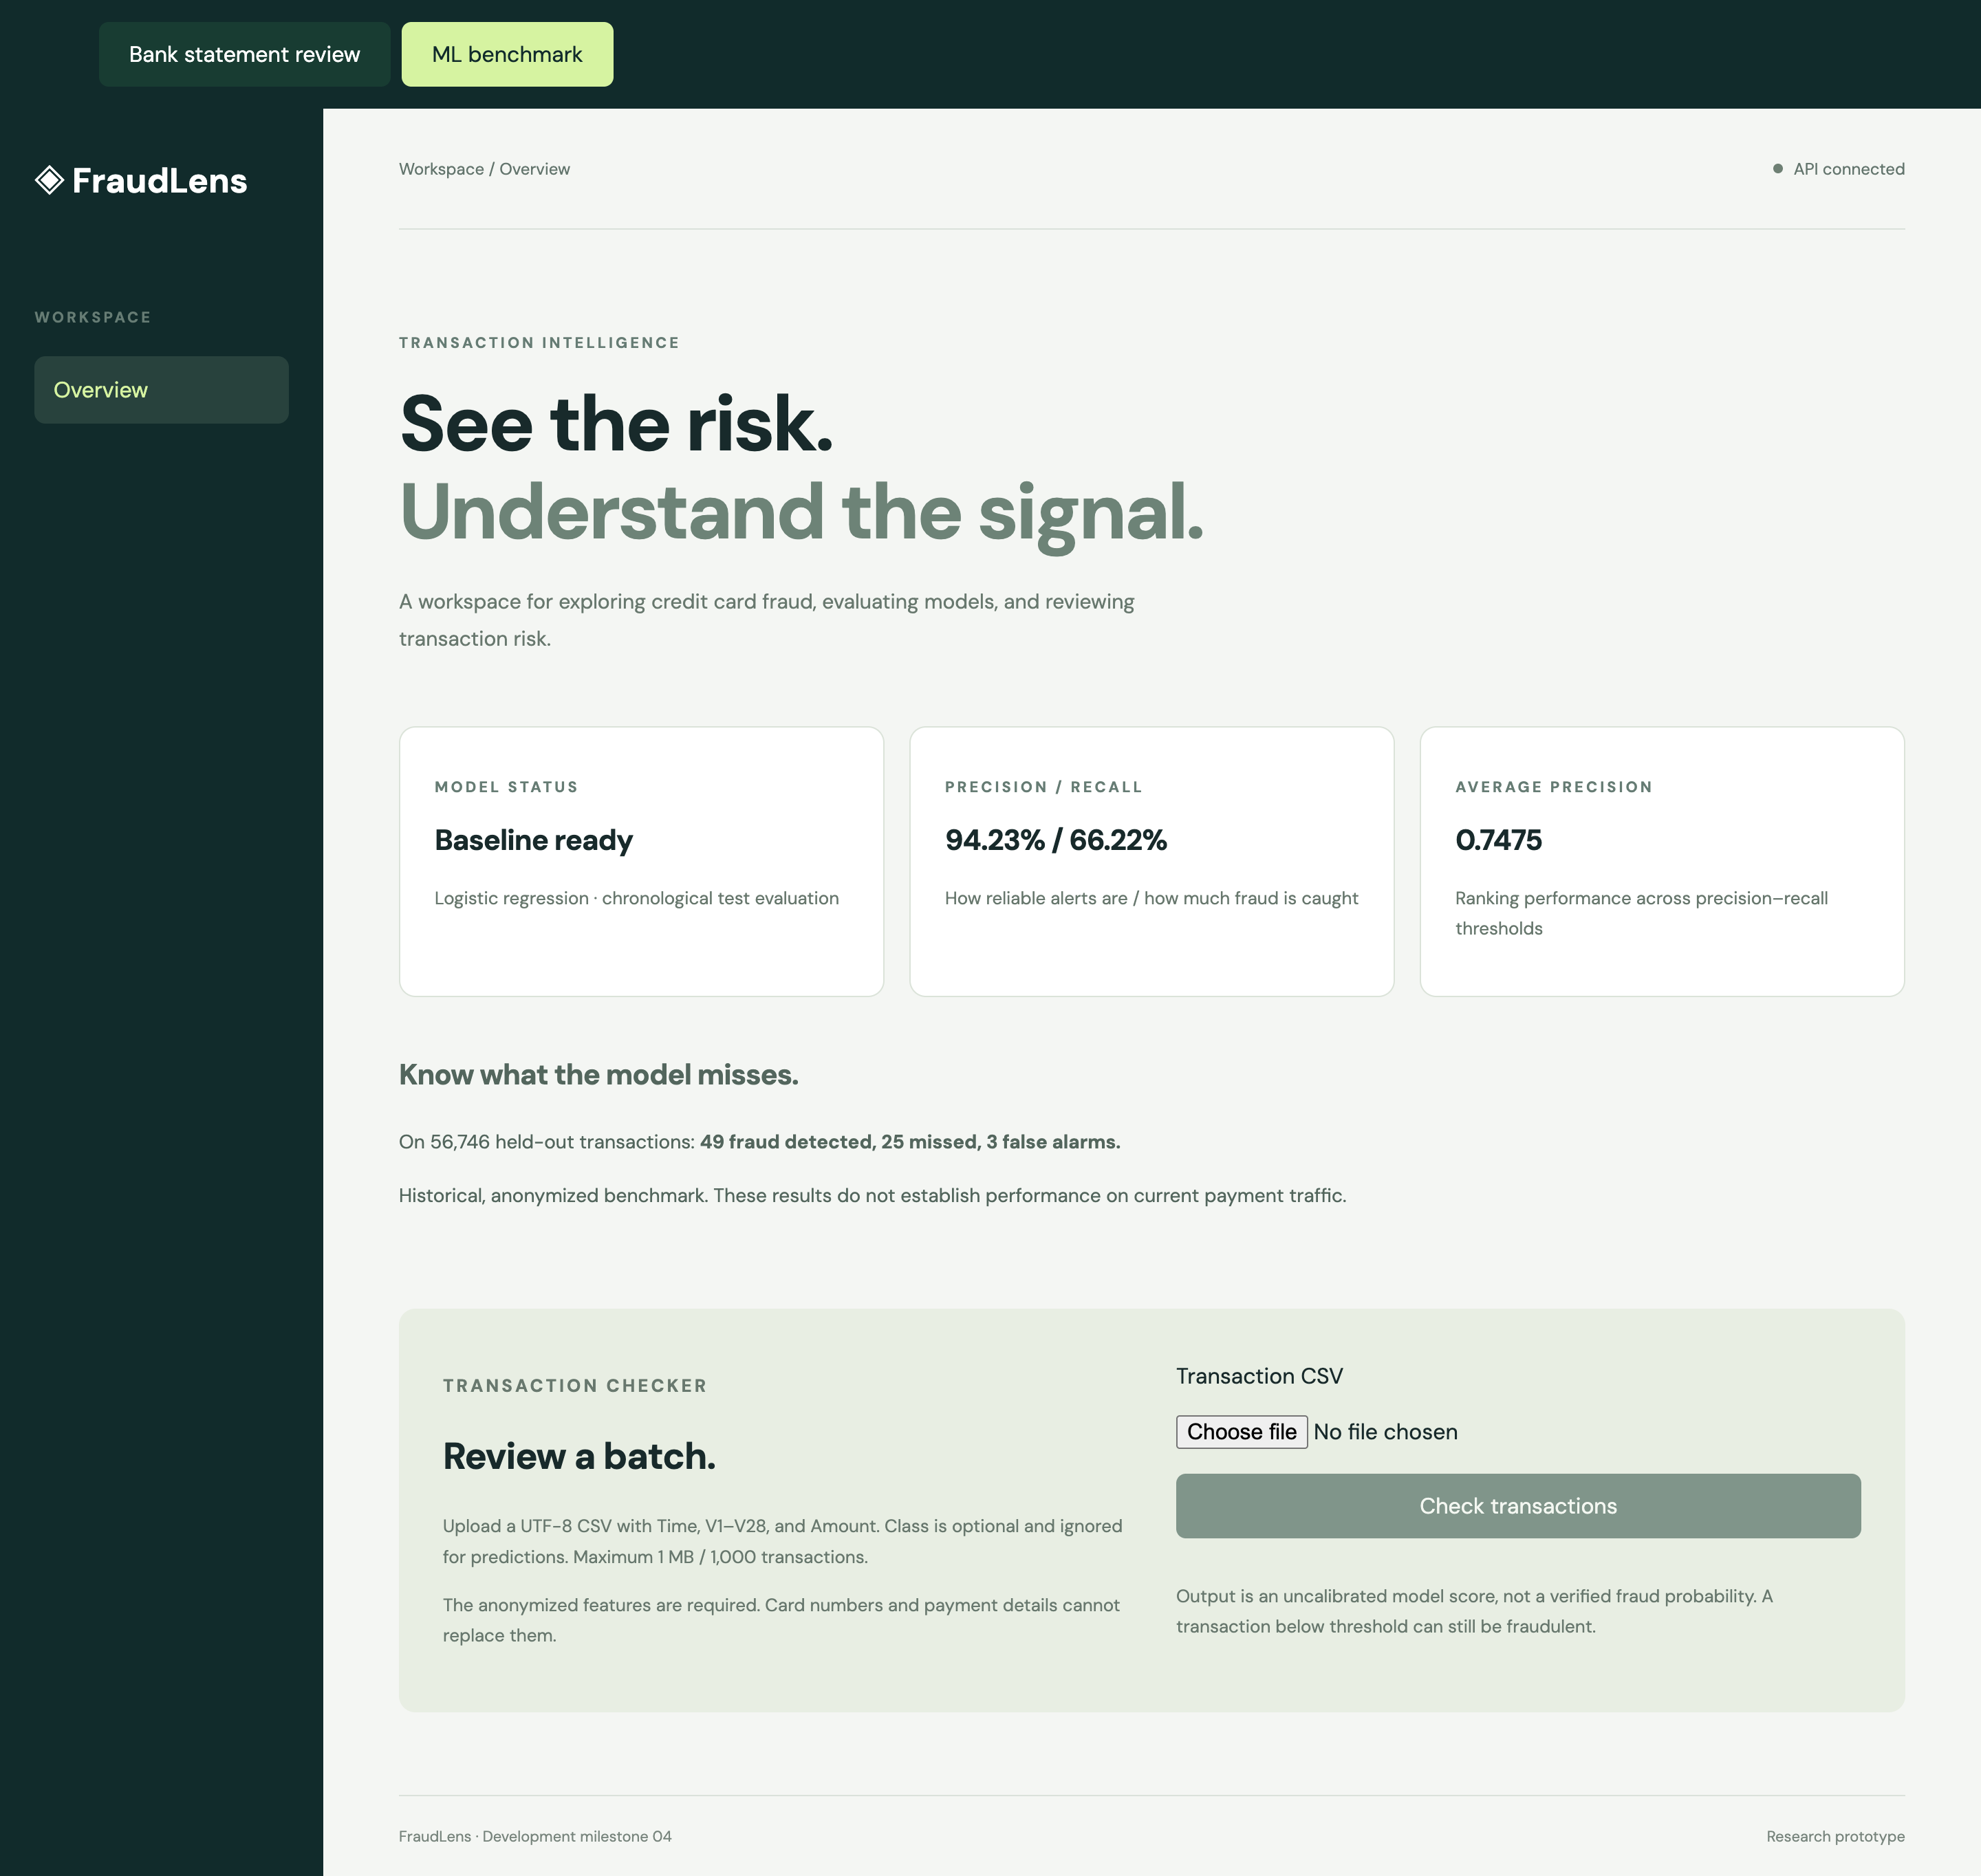 Bank statement review
ML benchmark
FraudLens
WORKSPACE
Overview
Workspace / Overview
API connected
TRANSACTION INTELLIGENCE
See the risk.
Understand the signal.
A workspace for exploring credit card fraud, evaluating models, and reviewing
transaction risk.
MODEL STATUS
Baseline ready
Logistic regression · chronological test evaluation
PRECISION / RECALL
94.23% / 66.22%
How reliable alerts are / how much fraud is caught
AVERAGE PRECISION
0.7475
Ranking performance across precision–recall
thresholds
Know what the model misses.
On 56,746 held-out transactions: 49 fraud detected, 25 missed, 3 false alarms.
Historical, anonymized benchmark. These results do not establish performance on current payment traffic.
TRANSACTION CHECKER
Review a batch.
Upload a UTF-8 CSV with Time, V1–V28, and Amount. Class is optional and ignored
for predictions. Maximum 1 MB / 1,000 transactions.
The anonymized features are required. Card numbers and payment details cannot
replace them.
Transaction CSV
Choose file No file chosen
Check transactions
Output is an uncalibrated model score, not a verified fraud probability. A
transaction below threshold can still be fraudulent.
FraudLens · Development milestone 04
Research prototype